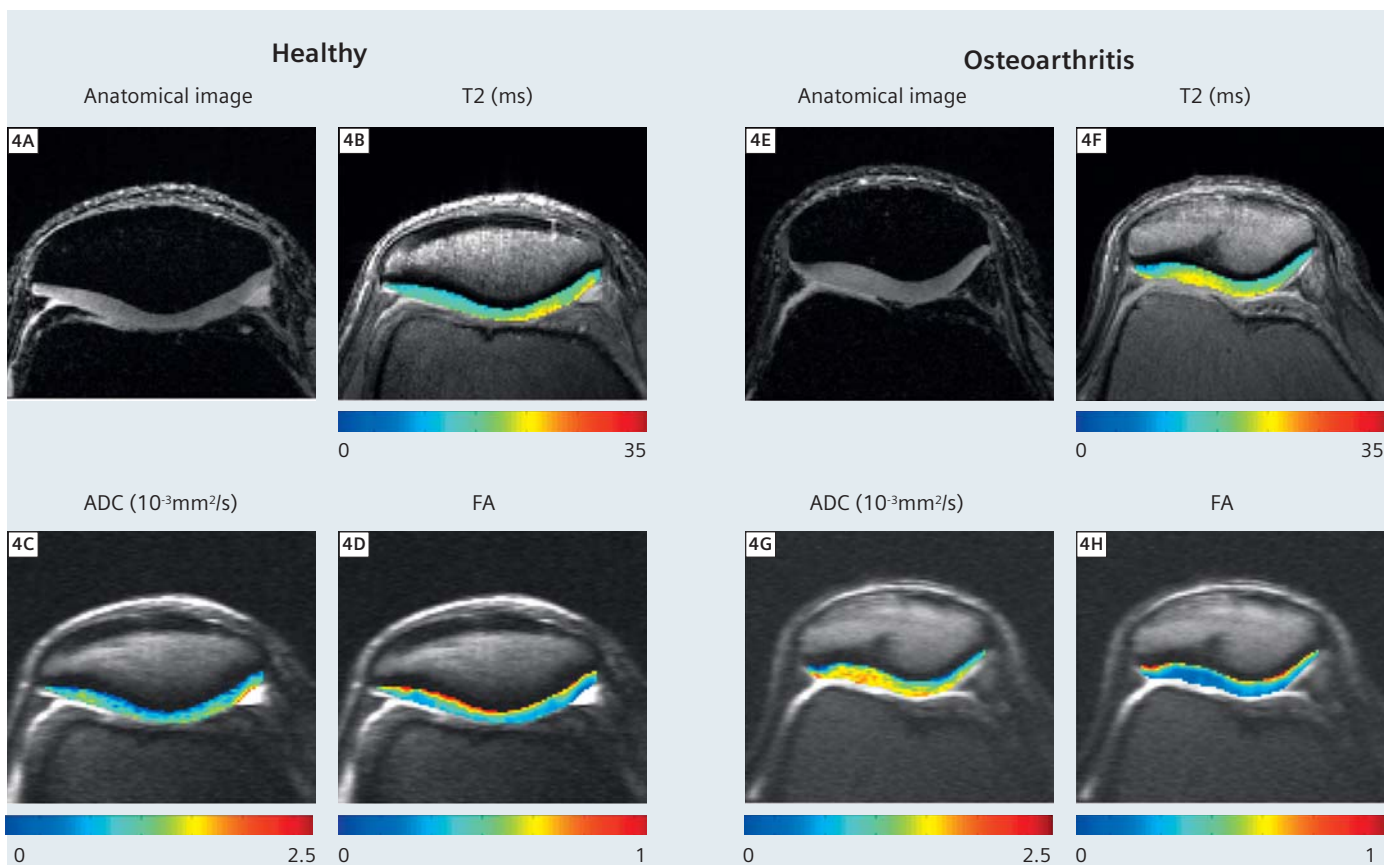 Healthy
Osteoarthritis
Anatomical image
T2 (ms)
Anatomical image
T2 (ms)
4A
4B
4E
4F
0 35
0 35
ADC (10⁻³mm²/s)
FA
ADC (10⁻³mm²/s)
FA
4C
4D
4G
4H
0 2.5
0 1
0 2.5
0 1